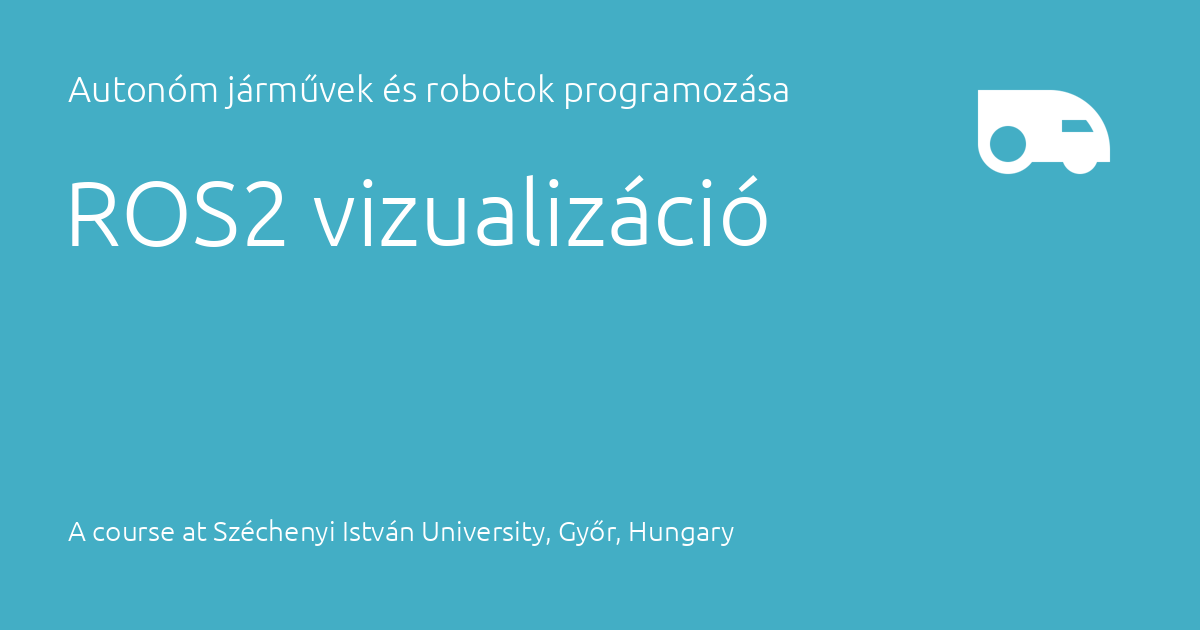 Autonóm járművek és robotok programozása
ROS2 vizualizáció
A course at Széchenyi István University, Győr, Hungary